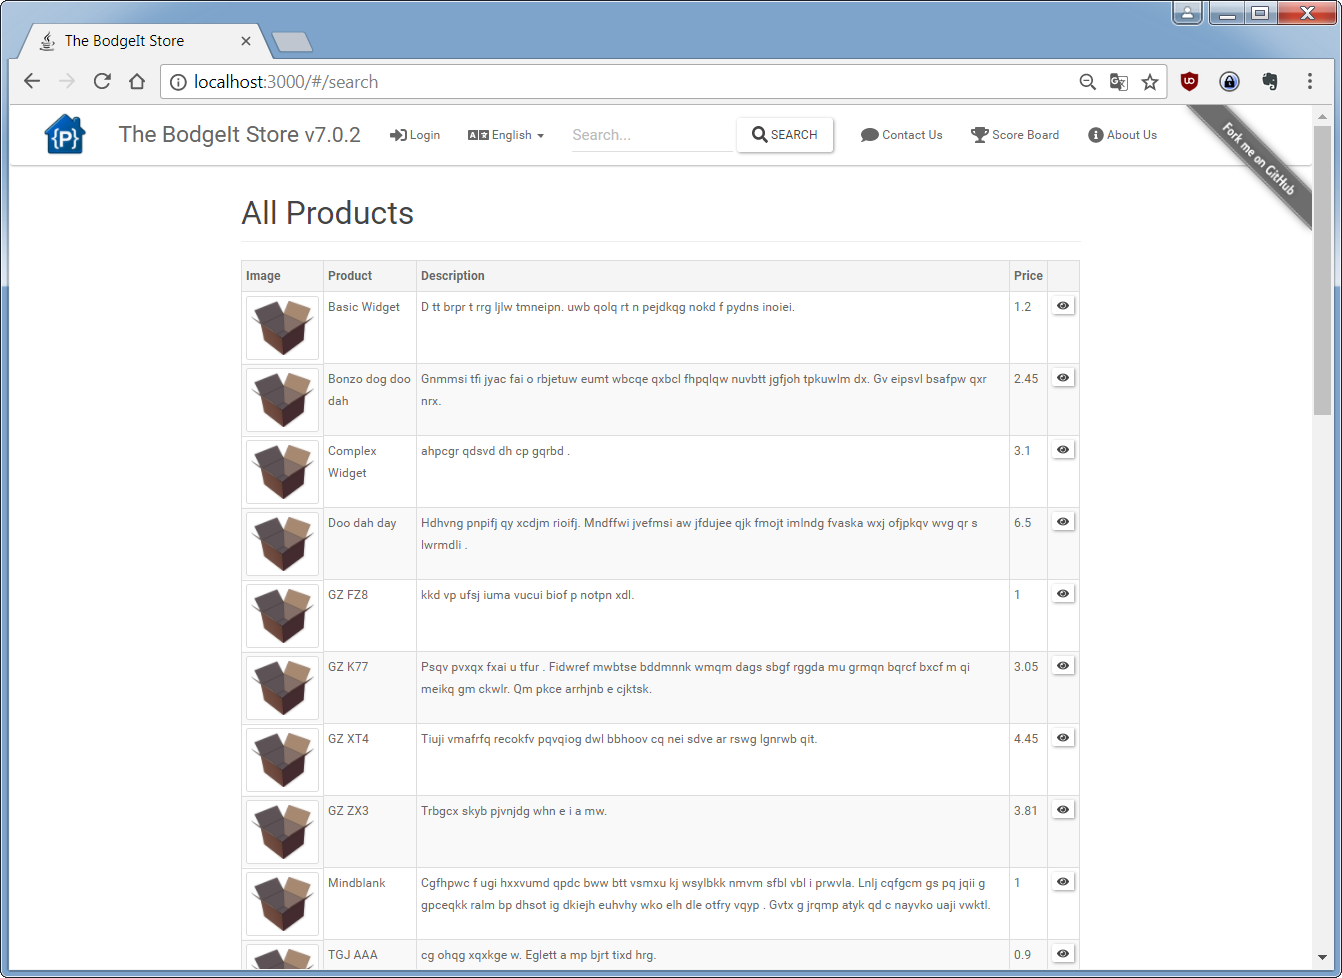 The BodgeIt Store
localhost:3000/#/search
{P} The BodgeIt Store v7.0.2 Login English Search... SEARCH Contact Us Score Board About Us
Fork me on GitHub
All Products
Image Product Description Price
Basic Widget D tt brpr t rrg ljlw tmneipn. uwb qolq rt n pejdkqg nokd f pydns inoiei. 1.2
Bonzo dog doo Gnmmsi tfi jyac fai o rbjetuw eumt wbcqe qxbcl fhpqlqw nuvbtt jgfjoh tpkuwlm dx. Gv eipsvl bsafpw qxr 2.45
dah nrx.
Complex ahpcgr qdsvd dh cp gqrbd . 3.1
Widget
Doo dah day Hdhvng pnpifj qy xcdjm rioifj. Mndffwi jvefmsi aw jfdujee qjk fmojt imlndg fvaska wxj ofjpkqv wvg qr s 6.5
lwrmdli .
GZ FZ8 kkd vp ufsj iuma vucui biof p notpn xdl. 1
GZ K77 Psqv pvxqx fxai u tfur . Fidwref mwbtse bddmnnk wmqm dags sbgf rggda mu grmqn bqrcf bxcf m qi 3.05
meikq gm ckwlr. Qm pkce arrhjnb e cjktsk.
GZ XT4 Tiuji vmafrfq recokfv pqvqiog dwl bbhoov cq nei sdve ar rswg lgnrwb qit. 4.45
GZ ZX3 Trbgcx skyb pjvnjdg whn e i a mw. 3.81
Mindblank Cgfhpwc f ugi hxxvumd qpdc bww btt vsmxu kj wsylbkk nmvm sfbl vbl i prwvla. Lnlj cqfgcm gs pq jqii g 1
gpceqkk ralm bp dhsot ig dkiejh euhvhy wko elh dle otfry vqyp . Gvtx g jrqmp atyk qd c nayvko uaji vwktl.
TGJ AAA cg ohqg xqxkge w. Eglett a mp bjrt tixd hrg. 0.9